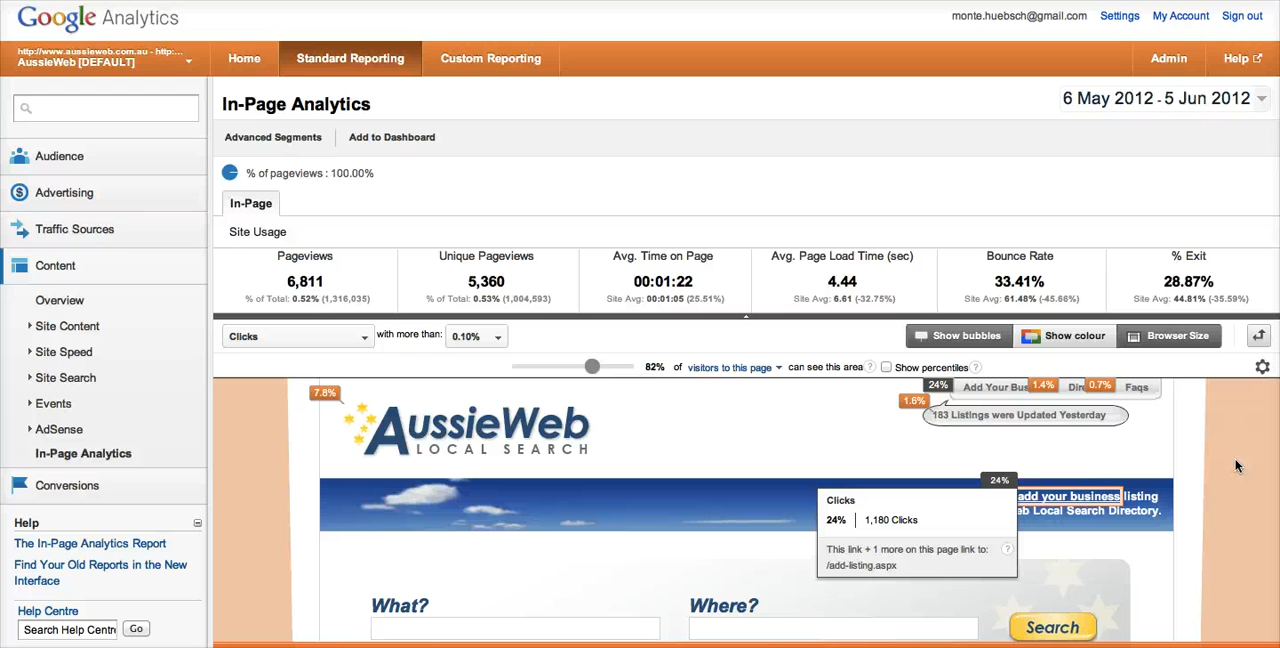 Google Analytics
monte.huebsch@gmail.com Settings My Account Sign out
http://www.aussieweb.com.au - http:...
AussieWeb [DEFAULT]
Home Standard Reporting Custom Reporting Admin Help
In-Page Analytics
6 May 2012 - 5 Jun 2012
Advanced Segments Add to Dashboard
Audience
Advertising
Traffic Sources
Content
Overview
Site Content
Site Speed
Site Search
Events
AdSense
In-Page Analytics
Conversions
Help
The In-Page Analytics Report
Find Your Old Reports in the New
Interface
Help Centre
Search Help Centr Go
% of pageviews : 100.00%
In-Page
Site Usage
Pageviews Unique Pageviews Avg. Time on Page Avg. Page Load Time (sec) Bounce Rate % Exit
6,811 5,360 00:01:22 4.44 33.41% 28.87%
% of Total: 0.52% (1,316,035) % of Total: 0.53% (1,004,593) Site Avg: 00:01:05 (25.51%) Site Avg: 6.61 (-32.75%) Site Avg: 61.48% (-45.66%) Site Avg: 44.81% (-35.59%)
Clicks with more than: 0.10% Show bubbles Show colour Browser Size
82% of visitors to this page can see this area ? Show percentiles ?
7.8% 24% Add Your Bus 1.4% Dire 0.7% Faqs
1.6% 183 Listings were Updated Yesterday
AussieWeb
LOCAL SEARCH
24%
add your business listing
eb Local Search Directory.
Clicks
24% 1,180 Clicks
This link + 1 more on this page link to: ?
/add-listing.aspx
What? Where?
Search